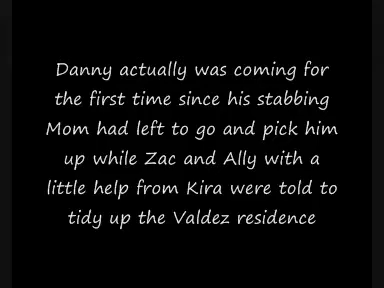 Danny actually was coming for
the first time since his stabbing
Mom had left to go and pick him
up while Zac and Ally with a
little help from Kira were told to
tidy up the Valdez residence